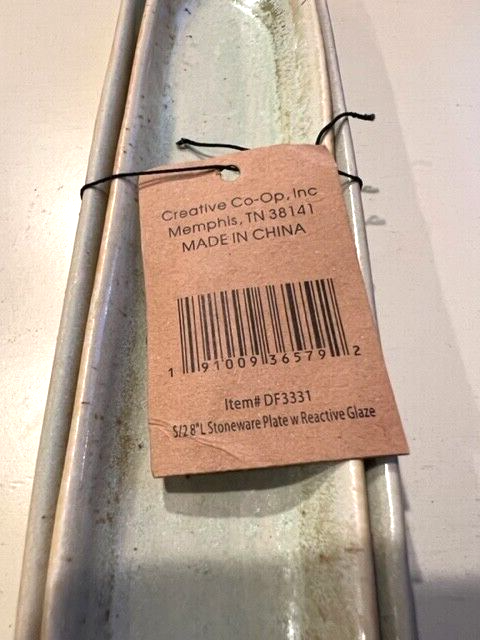 Creative Co-Op, Inc
Memphis, TN 38141
MADE IN CHINA
1 91009 36579 2
Item# DF3331
S/2 8"L Stoneware Plate w Reactive Glaze